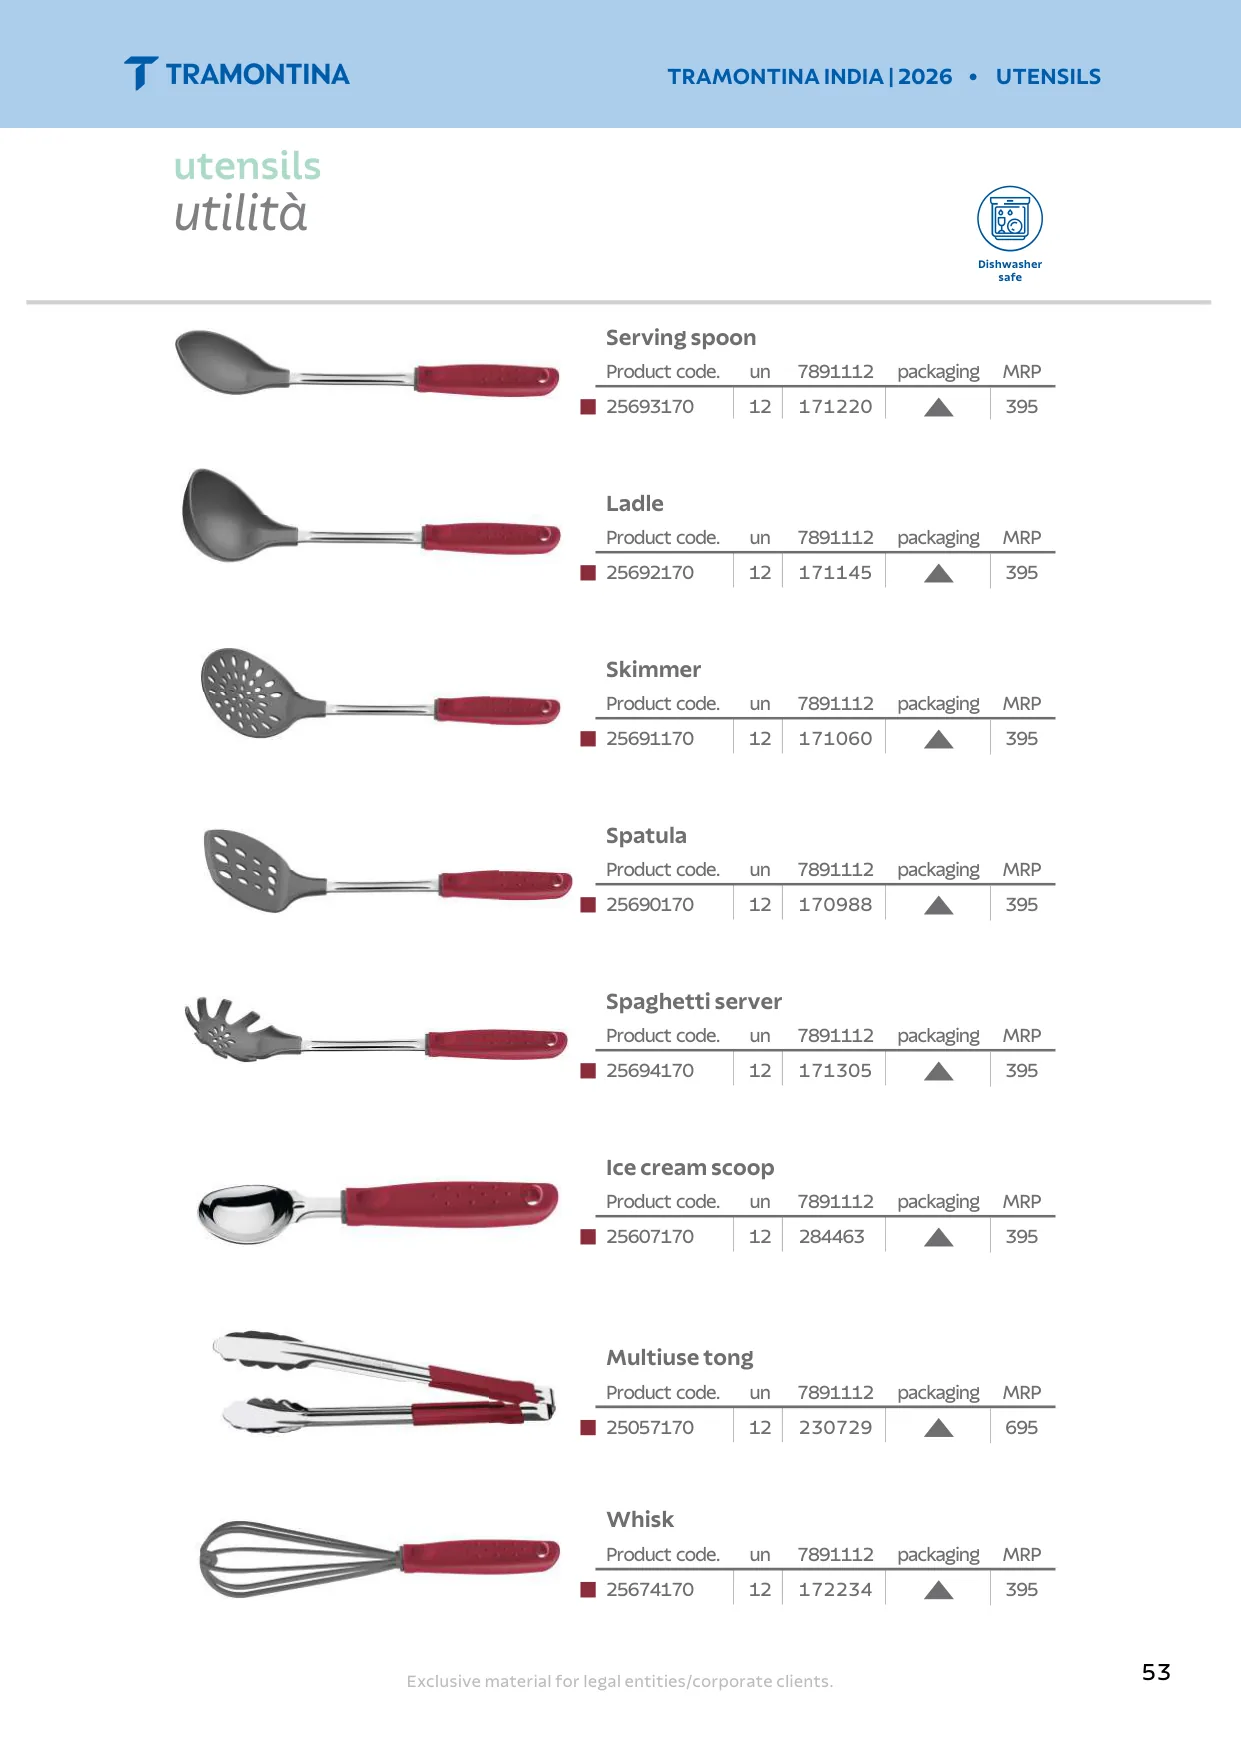 TRAMONTINA
TRAMONTINA INDIA | 2026 • UTENSILS
utensils
utilità
Dishwasher
safe
Serving spoon
Product code. un 7891112 packaging MRP
25693170 12 171220 395
Ladle
Product code. un 7891112 packaging MRP
25692170 12 171145 395
Skimmer
Product code. un 7891112 packaging MRP
25691170 12 171060 395
Spatula
Product code. un 7891112 packaging MRP
25690170 12 170988 395
Spaghetti server
Product code. un 7891112 packaging MRP
25694170 12 171305 395
Ice cream scoop
Product code. un 7891112 packaging MRP
25607170 12 284463 395
Multiuse tong
Product code. un 7891112 packaging MRP
25057170 12 230729 695
Whisk
Product code. un 7891112 packaging MRP
25674170 12 172234 395
Exclusive material for legal entities/corporate clients.
53